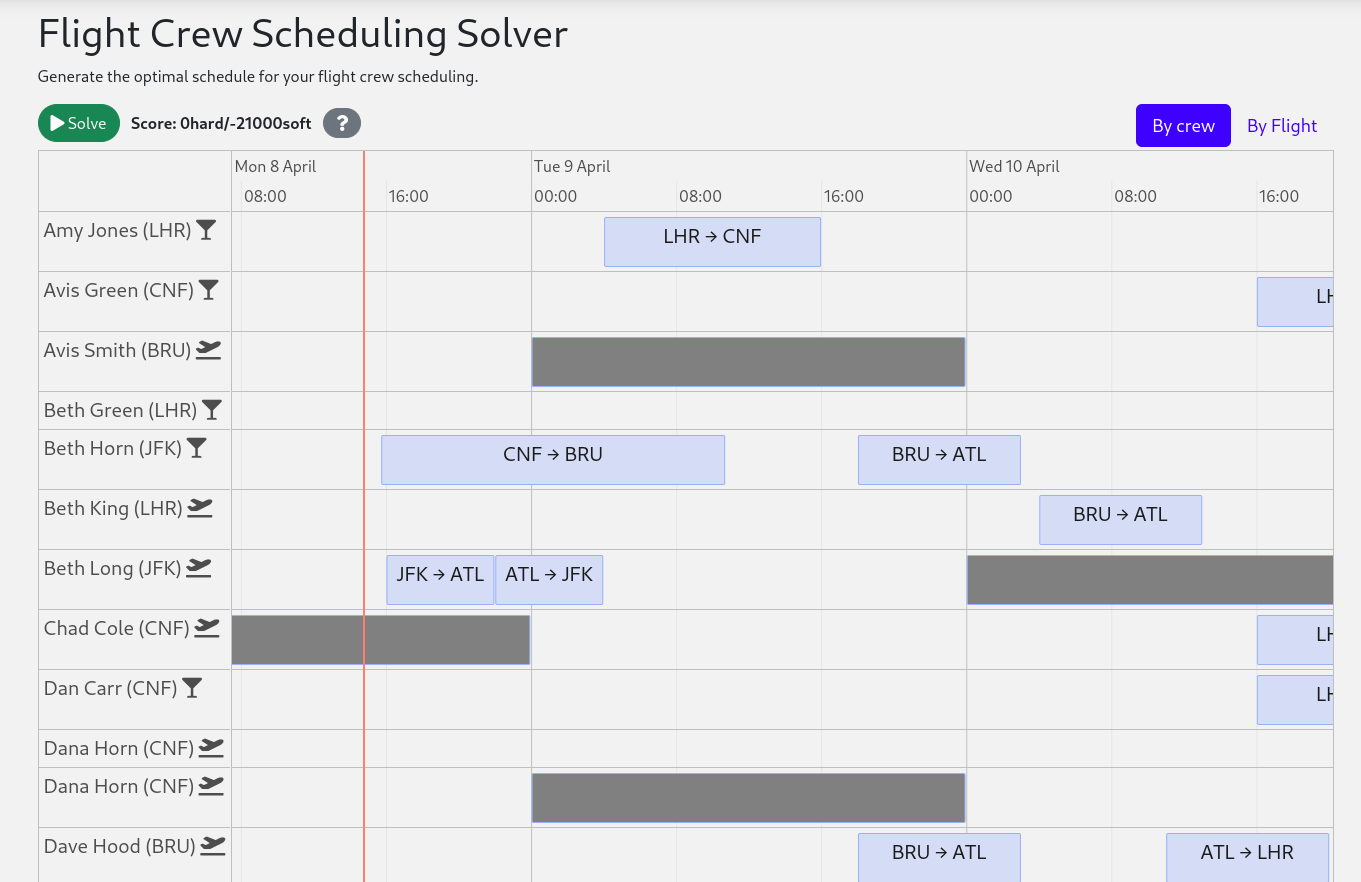 Flight Crew Scheduling Solver
Generate the optimal schedule for your flight crew scheduling.
Solve Score: 0hard/-21000soft ? By crew By Flight
Mon 8 April Tue 9 April Wed 10 April
08:00 16:00 00:00 08:00 16:00 00:00 08:00 16:00
Amy Jones (LHR) LHR → CNF
Avis Green (CNF) LH
Avis Smith (BRU)
Beth Green (LHR)
Beth Horn (JFK) CNF → BRU BRU → ATL
Beth King (LHR) BRU → ATL
Beth Long (JFK) JFK → ATL ATL → JFK
Chad Cole (CNF) LH
Dan Carr (CNF) LH
Dana Horn (CNF)
Dana Horn (CNF)
Dave Hood (BRU) BRU → ATL ATL → LHR